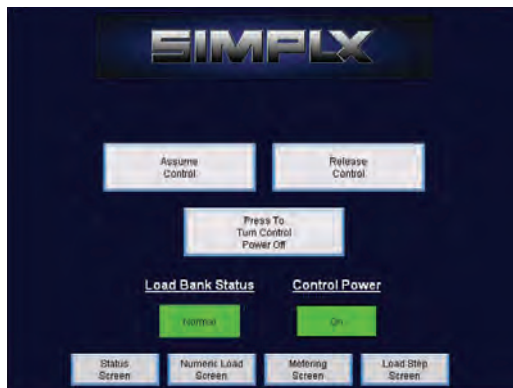 SIMPLX
Assume
Control
Release
Control
Press To
Turn Control
Power Off
Load Bank Status
Control Power
Normal
On
Status
Screen
Numeric Load
Screen
Metering
Screen
Load Step
Screen